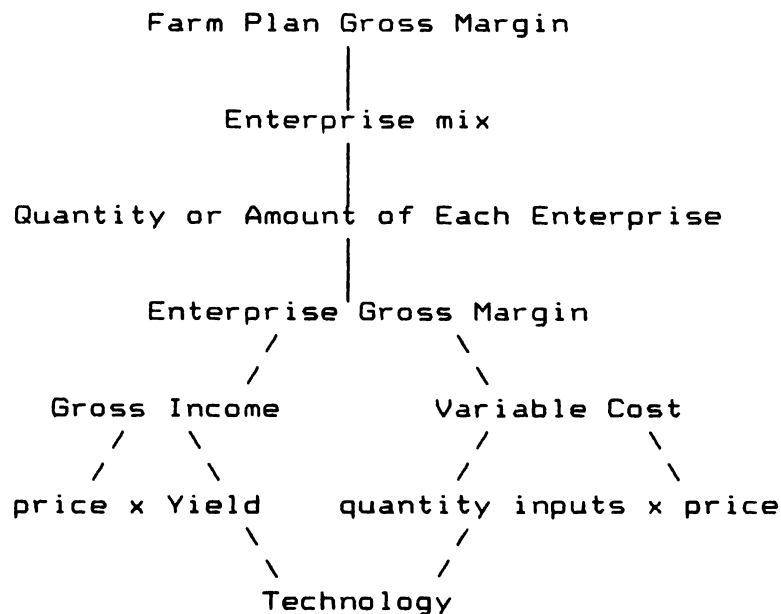 Farm Plan Gross Margin
Enterprise mix
Quantity or Amount of Each Enterprise
Enterprise Gross Margin
Gross Income Variable Cost
price x Yield quantity inputs x price
Technology